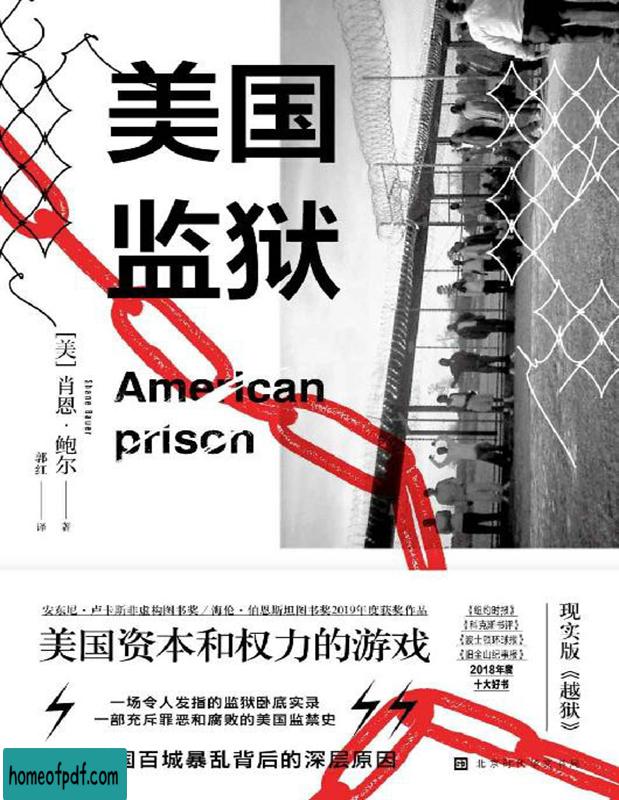 美国
监狱
American
prison
[美] 肖恩·鲍尔——著
Shane Bauer
郭红——译
安东尼·卢卡斯非虚构图书奖/海伦·伯恩斯坦图书奖2019年度获奖作品
美国资本和权力的游戏
一场令人发指的监狱卧底实录
一部充斥罪恶和腐败的美国监禁史
国百城暴乱背后的深层原因
《纽约时报》
《科克斯书评》
《波士顿环球报》
《旧金山纪事报》
2018年度
十大好书
现实版《越狱》
homeofpdf.com